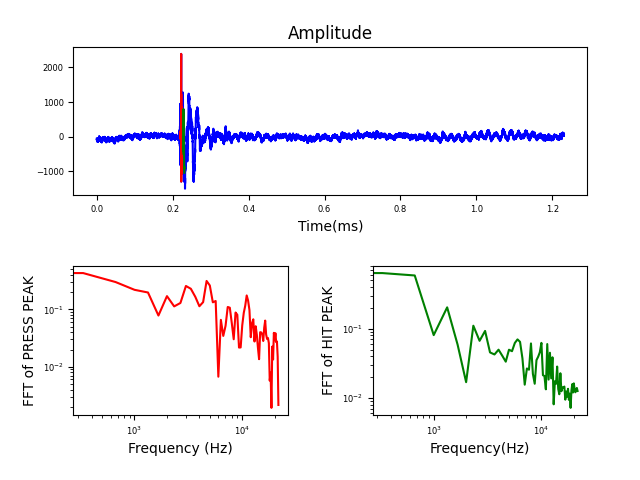 Amplitude
2000
1000
0
−1000
0.0 0.2 0.4 0.6 0.8 1.0 1.2
Time(ms)
FFT of PRESS PEAK
10⁻¹
10⁻²
10³ 10⁴
Frequency (Hz)
FFT of HIT PEAK
10⁻¹
10⁻²
10³ 10⁴
Frequency(Hz)